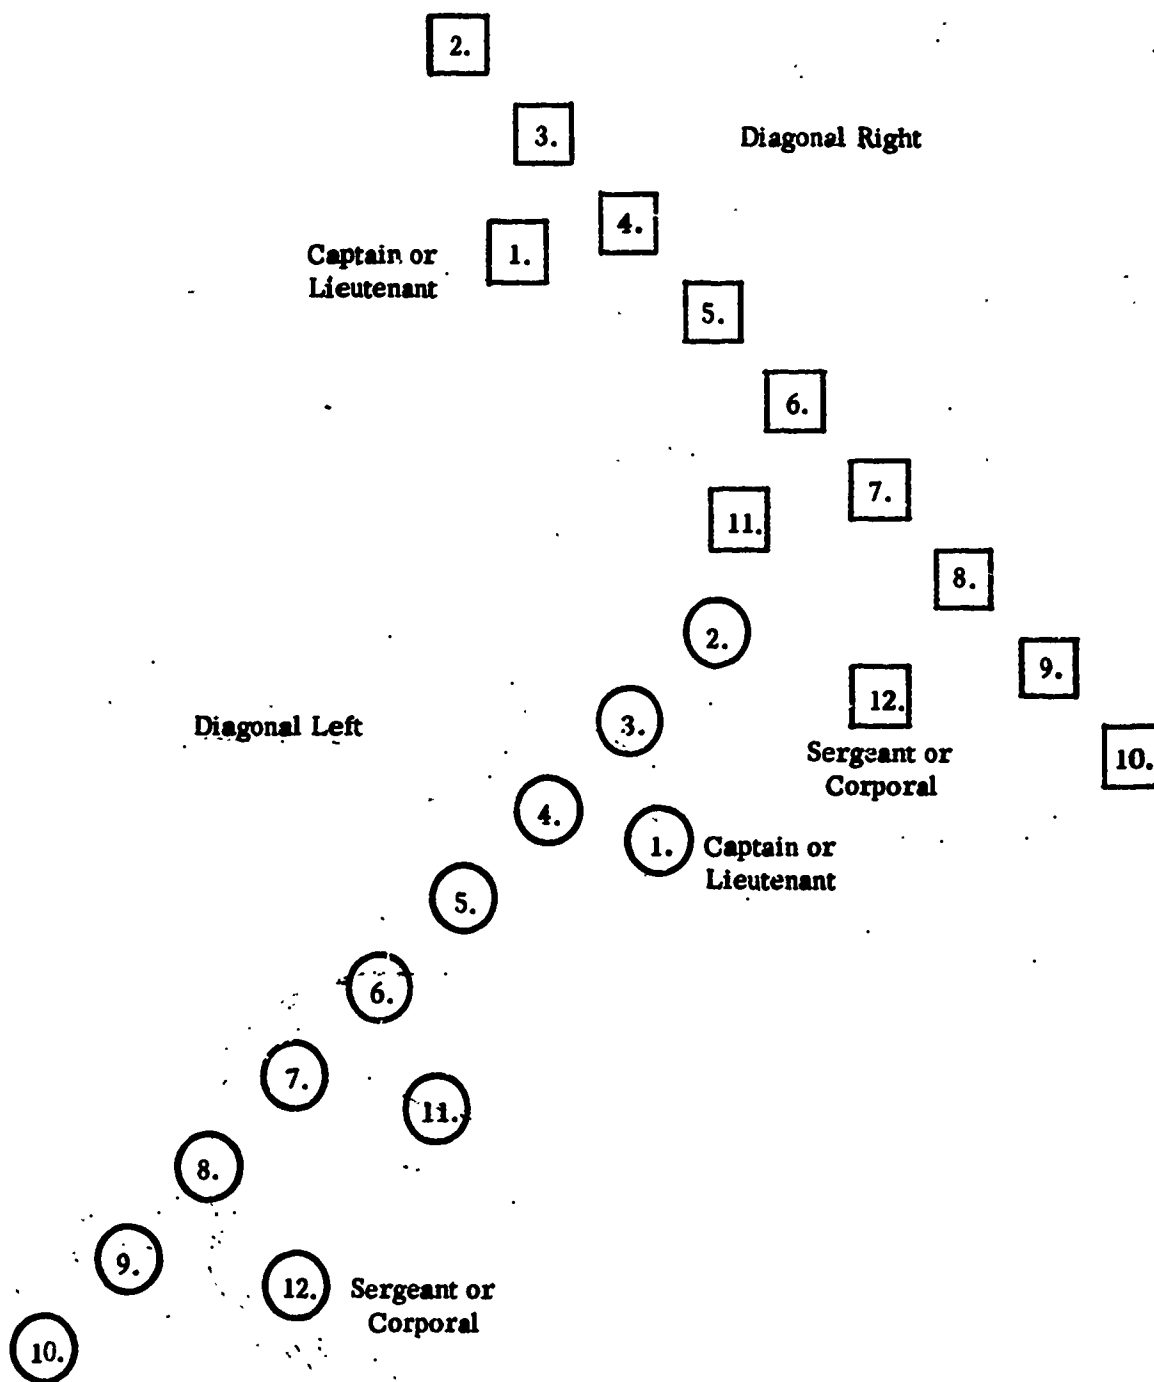 2.
3.
Diagonal Right
4.
Captain or
Lieutenant
1.
5.
6.
7.
11.
8.
2.
9.
12.
3.
Diagonal Left
Sergeant or
Corporal
10.
4.
1.
Captain or
Lieutenant
5.
6.
7.
11.
8.
9.
12.
Sergeant or
Corporal
10.